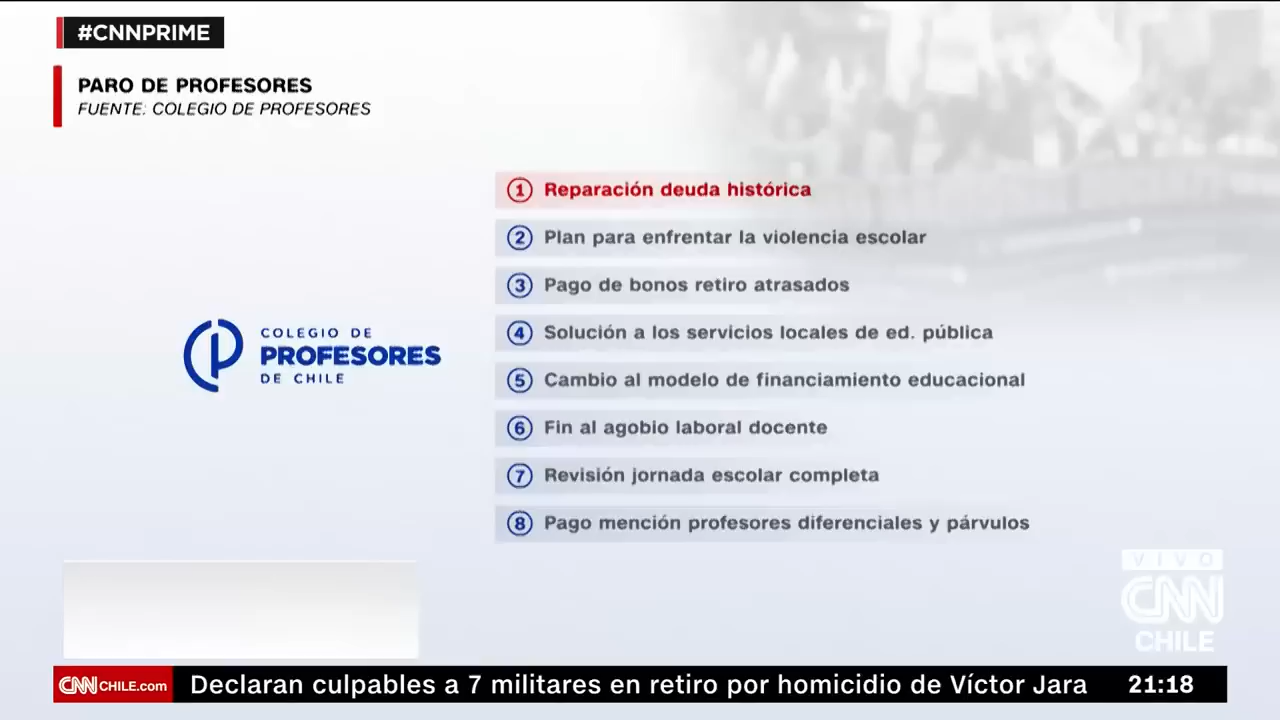 #CNNPRIME
PARO DE PROFESORES
FUENTE: COLEGIO DE PROFESORES
1 Reparación deuda histórica
2 Plan para enfrentar la violencia escolar
3 Pago de bonos retiro atrasados
4 Solución a los servicios locales de ed. pública
5 Cambio al modelo de financiamiento educacional
6 Fin al agobio laboral docente
7 Revisión jornada escolar completa
8 Pago mención profesores diferenciales y párvulos
COLEGIO DE
PROFESORES
DE CHILE
VIVO
CNN
CHILE
CNNCHILE.com Declaran culpables a 7 militares en retiro por homicidio de Víctor Jara 21:18